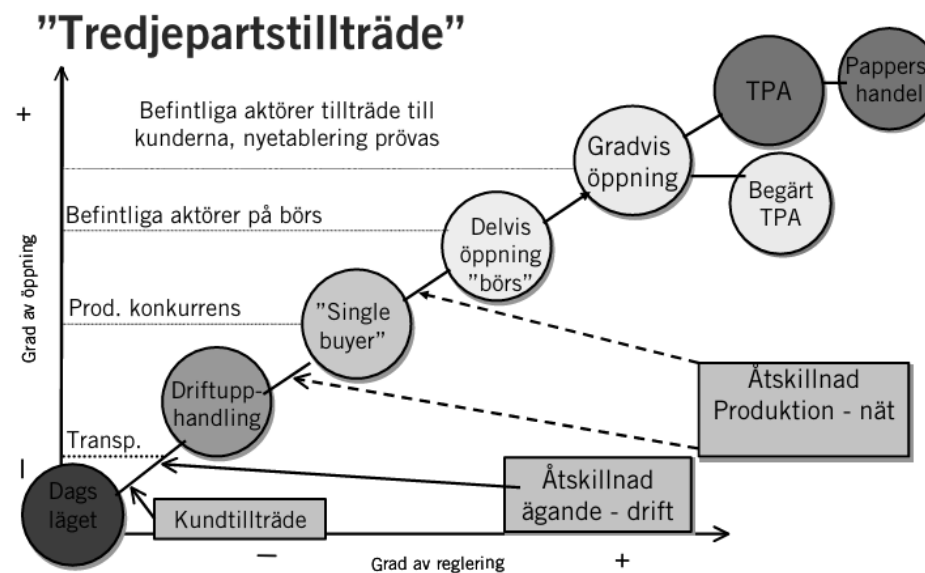 ”Tredjepartstillträde”
+
Befintliga aktörer tillträde till
kunderna, nyetablering prövas
TPA
Pappers
handel
Gradvis
öppning
Begärt
TPA
Befintliga aktörer på börs
Delvis
öppning
”börs”
Grad av öppning
Prod. konkurrens
”Single
buyer”
Åtskillnad
Produktion - nät
Driftupp-
handling
Transp.
–
Dags
läget
Kundtillträde
Åtskillnad
ägande - drift
–
Grad av reglering
+